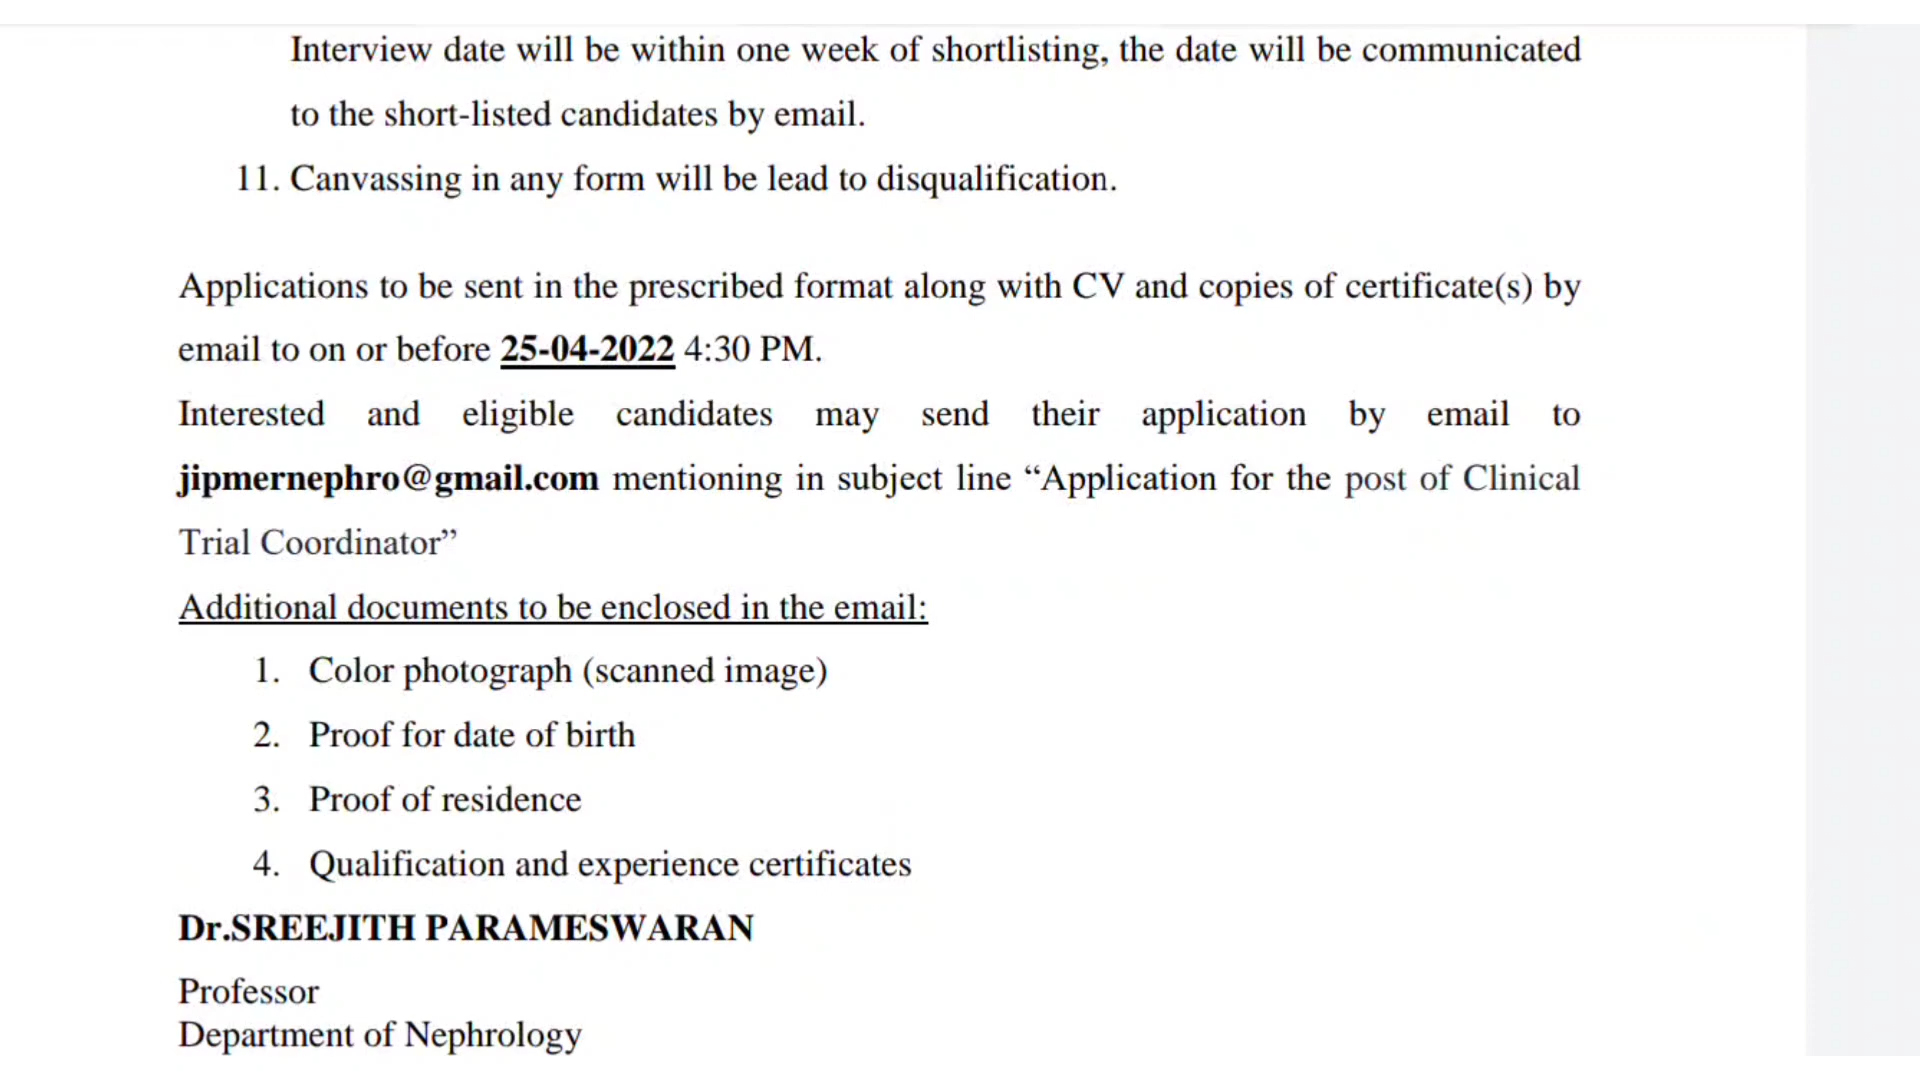 Interview date will be within one week of shortlisting, the date will be communicated
to the short-listed candidates by email.
11. Canvassing in any form will be lead to disqualification.
Applications to be sent in the prescribed format along with CV and copies of certificate(s) by
email to on or before 25-04-2022 4:30 PM.
Interested and eligible candidates may send their application by email to
jipmernephro@gmail.com mentioning in subject line “Application for the post of Clinical
Trial Coordinator”
Additional documents to be enclosed in the email:
1. Color photograph (scanned image)
2. Proof for date of birth
3. Proof of residence
4. Qualification and experience certificates
Dr.SREEJITH PARAMESWARAN
Professor
Department of Nephrology